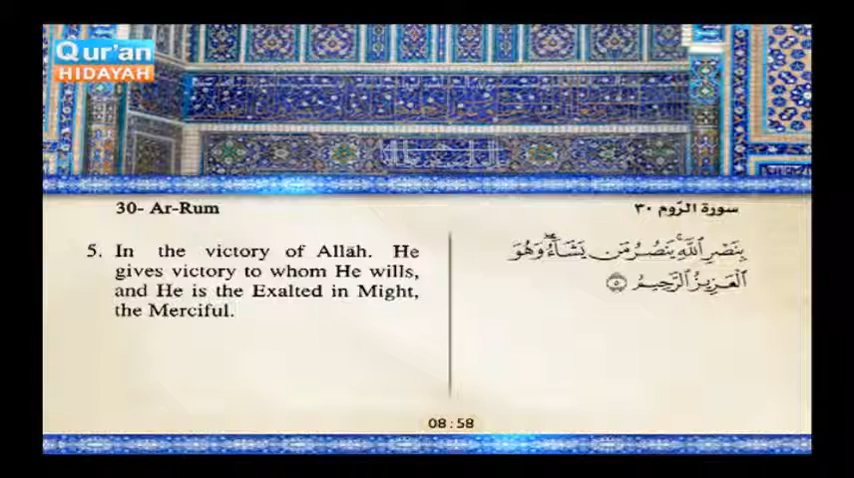 Qur'an
HIDAYAH
30- Ar-Rum
سورة الرّوم ٣٠
5. In the victory of Allāh. He
gives victory to whom He wills,
and He is the Exalted in Might,
the Merciful.
بِنَصْرِ ٱللَّهِۚ يَنصُرُ مَن يَشَآءُۖ وَهُوَ
ٱلْعَزِيزُ ٱلرَّحِيمُ ٥
08:58